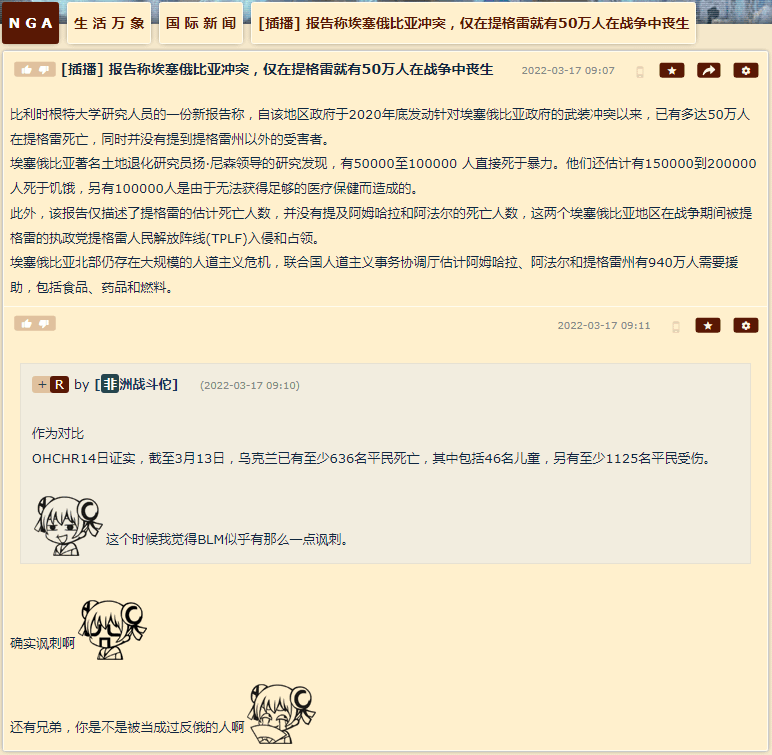 NGA 生活万象 国际新闻 [插播] 报告称埃塞俄比亚冲突，仅在提格雷就有50万人在战争中丧生
[插播] 报告称埃塞俄比亚冲突，仅在提格雷就有50万人在战争中丧生 2022-03-17 09:07
比利时根特大学研究人员的一份新报告称，自该地区政府于2020年底发动针对埃塞俄比亚政府的武装冲突以来，已有多达50万人
在提格雷死亡，同时并没有提到提格雷州以外的受害者。
埃塞俄比亚著名土地退化研究员扬·尼森领导的研究发现，有50000至100000 人直接死于暴力。他们还估计有150000到200000
人死于饥饿，另有100000人是由于无法获得足够的医疗保健而造成的。
此外，该报告仅描述了提格雷的估计死亡人数，并没有提及阿姆哈拉和阿法尔的死亡人数，这两个埃塞俄比亚地区在战争期间被提
格雷的执政党提格雷人民解放阵线(TPLF)入侵和占领。
埃塞俄比亚北部仍存在大规模的人道主义危机，联合国人道主义事务协调厅估计阿姆哈拉、阿法尔和提格雷州有940万人需要援
助，包括食品、药品和燃料。
2022-03-17 09:11
+R by [非洲战斗佗] (2022-03-17 09:10)
作为对比
OHCHR14日证实，截至3月13日，乌克兰已有至少636名平民死亡，其中包括46名儿童，另有至少1125名平民受伤。
这个时候我觉得BLM似乎有那么一点讽刺。
确实讽刺啊
还有兄弟，你是不是被当成过反俄的人啊